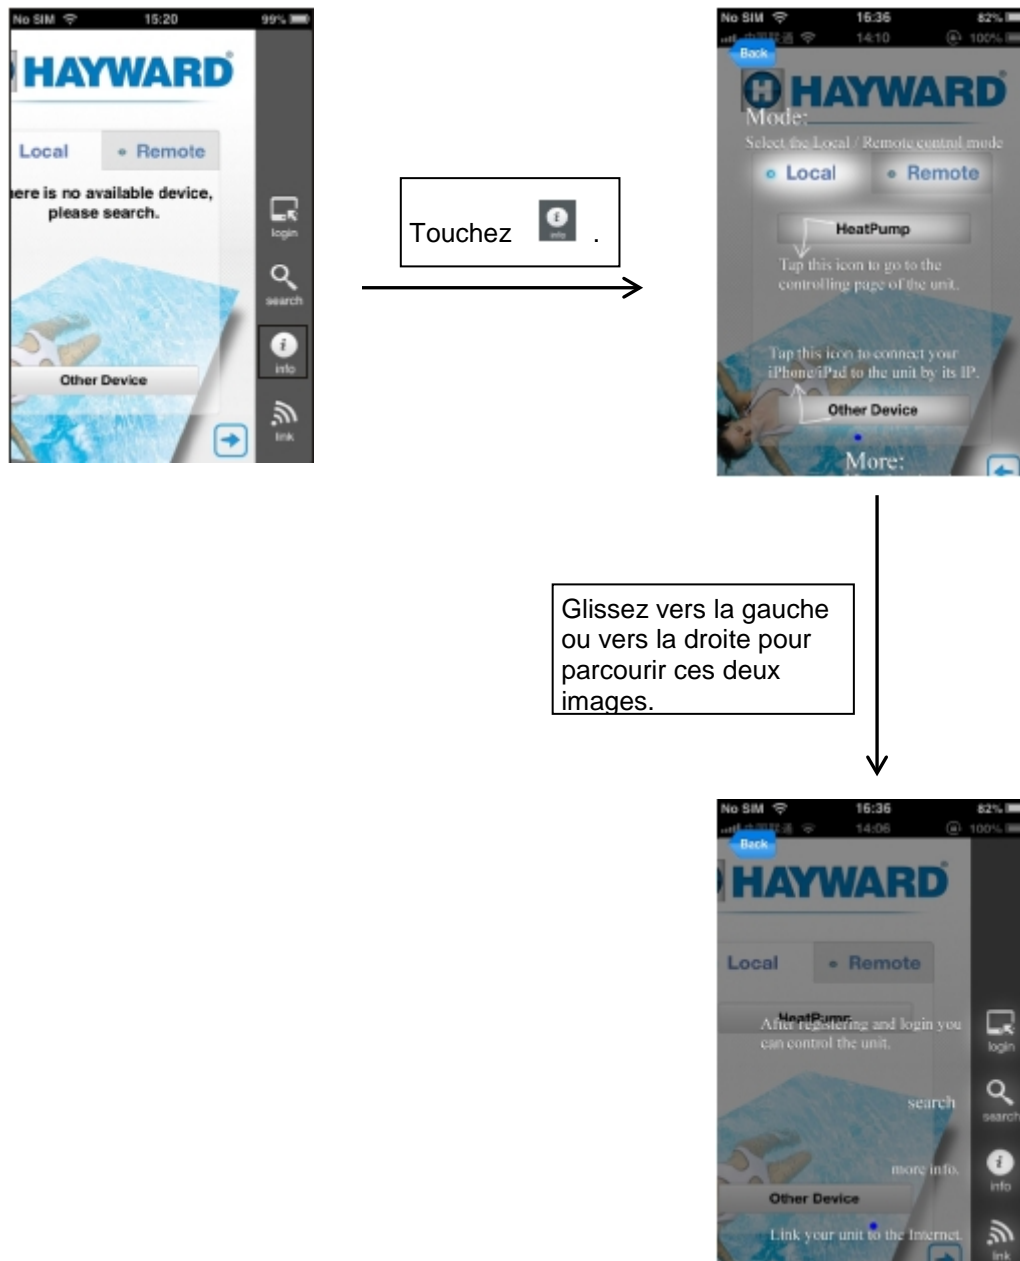 No SIM 15:20 99%
HAYWARD®
Local Remote
ere is no available device,
please search.
login
search
info
Other Device
link
Touchez info .
No SIM 16:36 82%
14:10 100%
Back
HAYWARD®
Mode:
Select the Local / Remote control mode
Local Remote
HeatPump
Tap this icon to go to the
controlling page of the unit.
Tap this icon to connect your
iPhone/iPad to the unit by its IP.
Other Device
More:
Glissez vers la gauche
ou vers la droite pour
parcourir ces deux
images.
No SIM 16:36 82%
14:06 100%
Back
HAYWARD®
Local Remote
HeatPump
After registering and login you
can control the unit.
login
search
search
more info.
info
Other Device
Link your unit to the Internet.
link